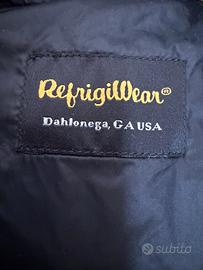 RefrigiWear®
Dahlonega, GA USA
subito